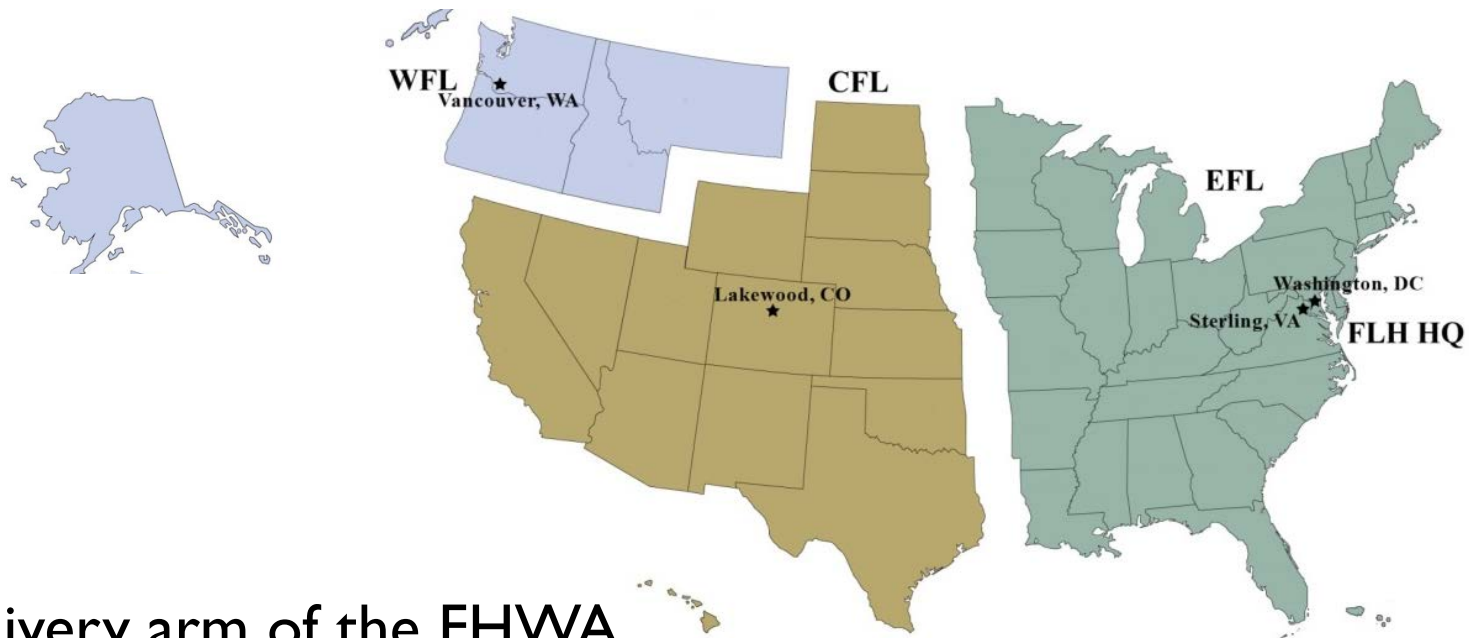 WFL
Vancouver, WA
CFL
EFL
Lakewood, CO
Washington, DC
Sterling, VA
FLH HQ
ivery arm of the FHWA